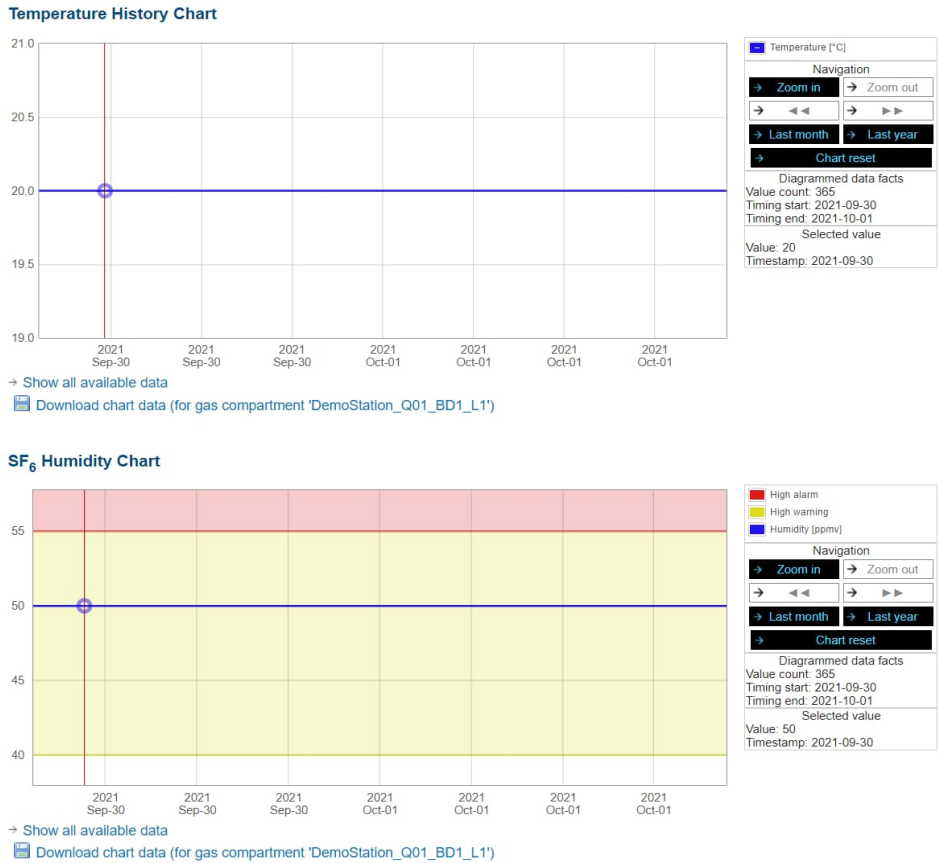 Temperature History Chart
21.0
20.5
20.0
19.5
19.0
2021 2021 2021 2021 2021 2021 2021
Sep-30 Sep-30 Sep-30 Oct-01 Oct-01 Oct-01 Oct-01
Temperature [°C]
Navigation
→ Zoom in → Zoom out
→ ◄◄ → ►►
→ Last month → Last year
→ Chart reset
Diagrammed data facts
Value count: 365
Timing start: 2021-09-30
Timing end: 2021-10-01
Selected value
Value: 20
Timestamp: 2021-09-30
→ Show all available data
Download chart data (for gas compartment 'DemoStation_Q01_BD1_L1')
SF6 Humidity Chart
55
50
45
40
2021 2021 2021 2021 2021 2021 2021
Sep-30 Sep-30 Sep-30 Oct-01 Oct-01 Oct-01 Oct-01
High alarm
High warning
Humidity [ppmv]
Navigation
→ Zoom in → Zoom out
→ ◄◄ → ►►
→ Last month → Last year
→ Chart reset
Diagrammed data facts
Value count: 365
Timing start: 2021-09-30
Timing end: 2021-10-01
Selected value
Value: 50
Timestamp: 2021-09-30
→ Show all available data
Download chart data (for gas compartment 'DemoStation_Q01_BD1_L1')